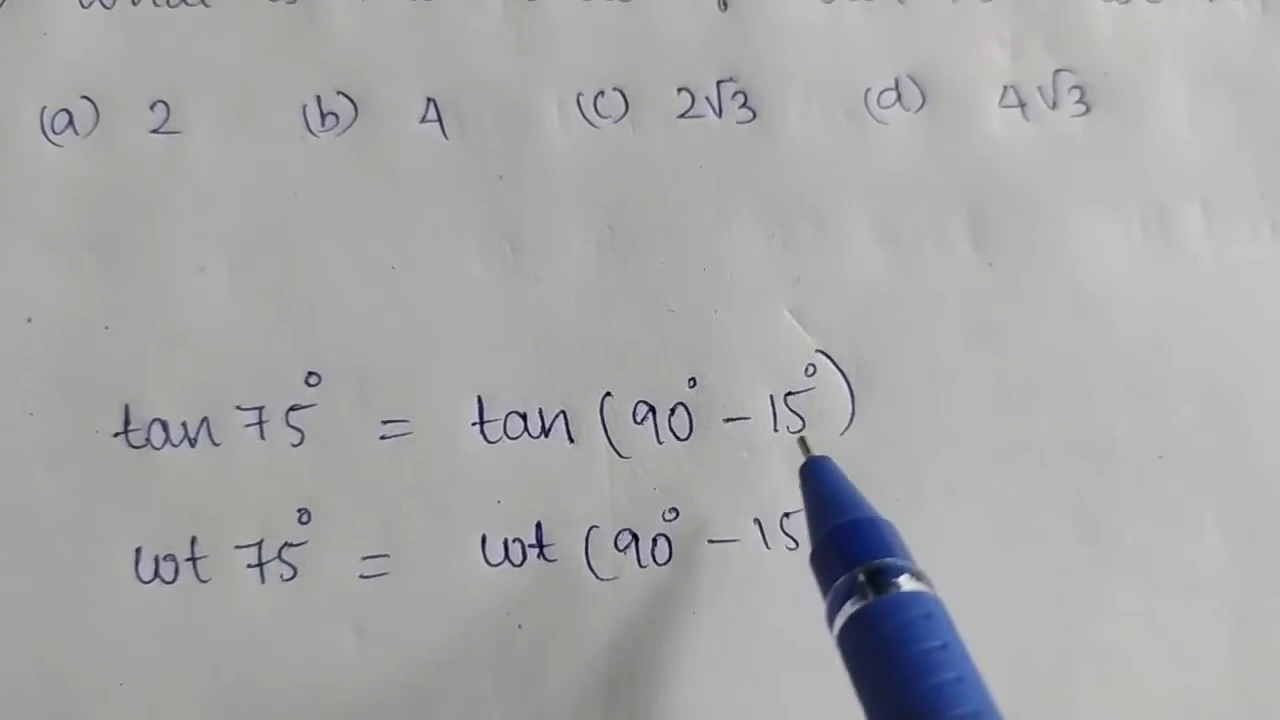 (a) 2 (b) 4 (c) 2√3 (d) 4√3
tan 75° = tan (90° - 15°)
cot 75° = cot (90° - 15